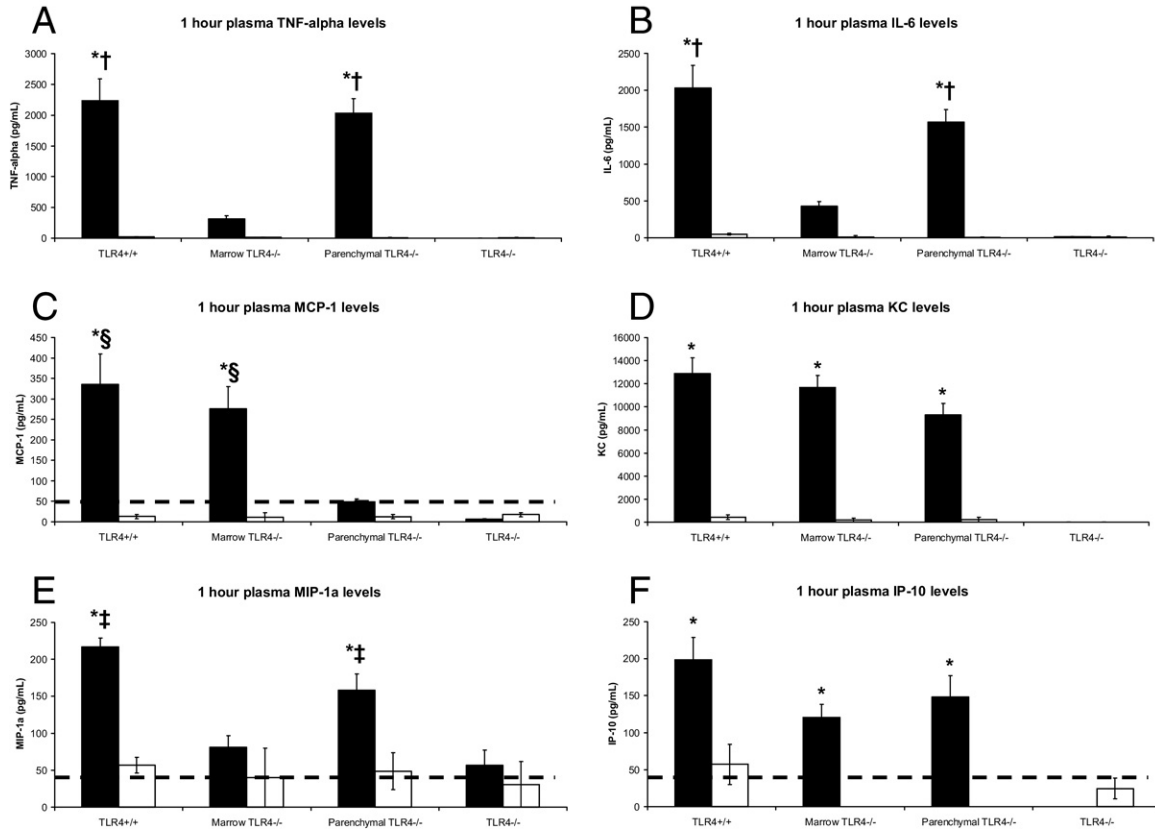 A
1 hour plasma TNF-alpha levels
3000
2500
2000
1500
1000
500
0
TNF-alpha (pg/mL)
*†
*†
TLR4+/+ Marrow TLR4-/- Parenchymal TLR4-/- TLR4-/-
B
1 hour plasma IL-6 levels
2500
2000
1500
1000
500
0
IL-6 (pg/mL)
*†
*†
TLR4+/+ Marrow TLR4-/- Parenchymal TLR4-/- TLR4-/-
C
1 hour plasma MCP-1 levels
450
400
350
300
250
200
150
100
50
0
MCP-1 (pg/mL)
*§
*§
TLR4+/+ Marrow TLR4-/- Parenchymal TLR4-/- TLR4-/-
D
1 hour plasma KC levels
16000
14000
12000
10000
8000
6000
4000
2000
0
KC (pg/mL)
*
*
*
TLR4+/+ Marrow TLR4-/- Parenchymal TLR4-/- TLR4-/-
E
1 hour plasma MIP-1a levels
250
200
150
100
50
0
MIP-1a (pg/mL)
*‡
*‡
TLR4+/+ Marrow TLR4-/- Parenchymal TLR4-/- TLR4-/-
F
1 hour plasma IP-10 levels
250
200
150
100
50
0
IP-10 (pg/mL)
*
*
*
TLR4+/+ Marrow TLR4-/- Parenchymal TLR4-/- TLR4-/-